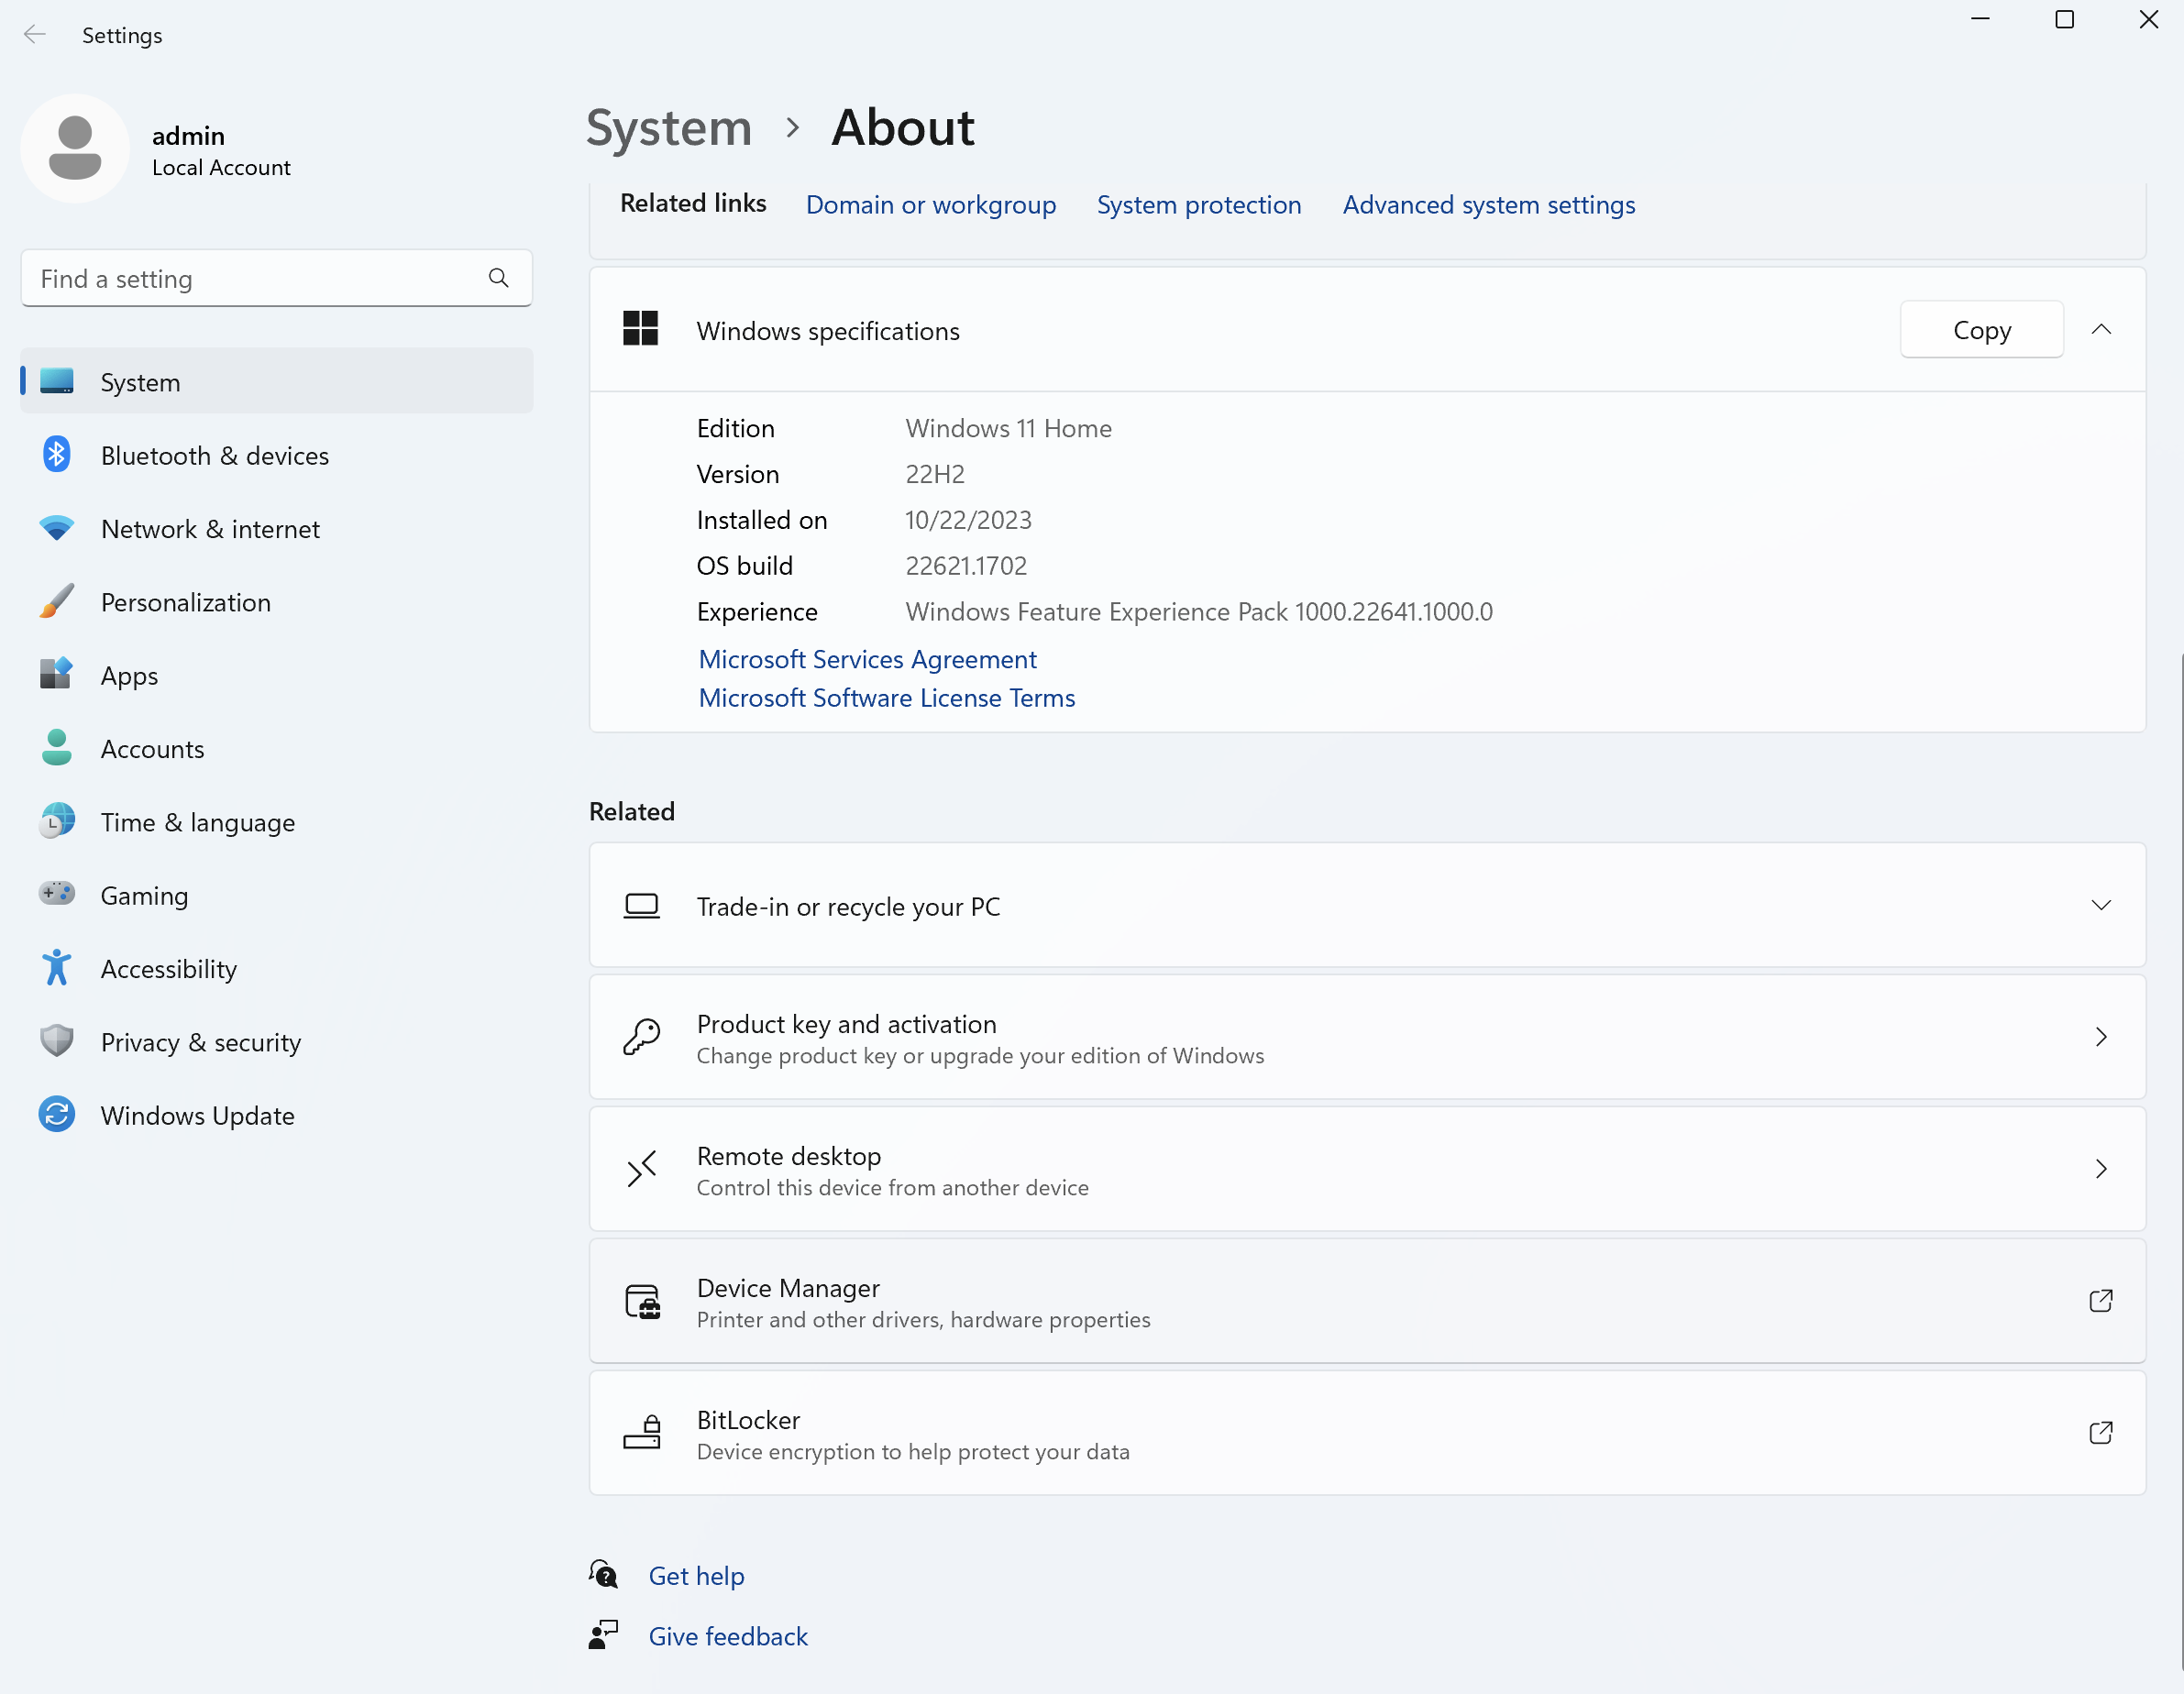 Settings
admin
Local Account
Find a setting
System
Bluetooth & devices
Network & internet
Personalization
Apps
Accounts
Time & language
Gaming
Accessibility
Privacy & security
Windows Update
System > About
Related links Domain or workgroup System protection Advanced system settings
Windows specifications Copy
Edition Windows 11 Home
Version 22H2
Installed on 10/22/2023
OS build 22621.1702
Experience Windows Feature Experience Pack 1000.22641.1000.0
Microsoft Services Agreement
Microsoft Software License Terms
Related
Trade-in or recycle your PC
Product key and activation
Change product key or upgrade your edition of Windows
Remote desktop
Control this device from another device
Device Manager
Printer and other drivers, hardware properties
BitLocker
Device encryption to help protect your data
Get help
Give feedback